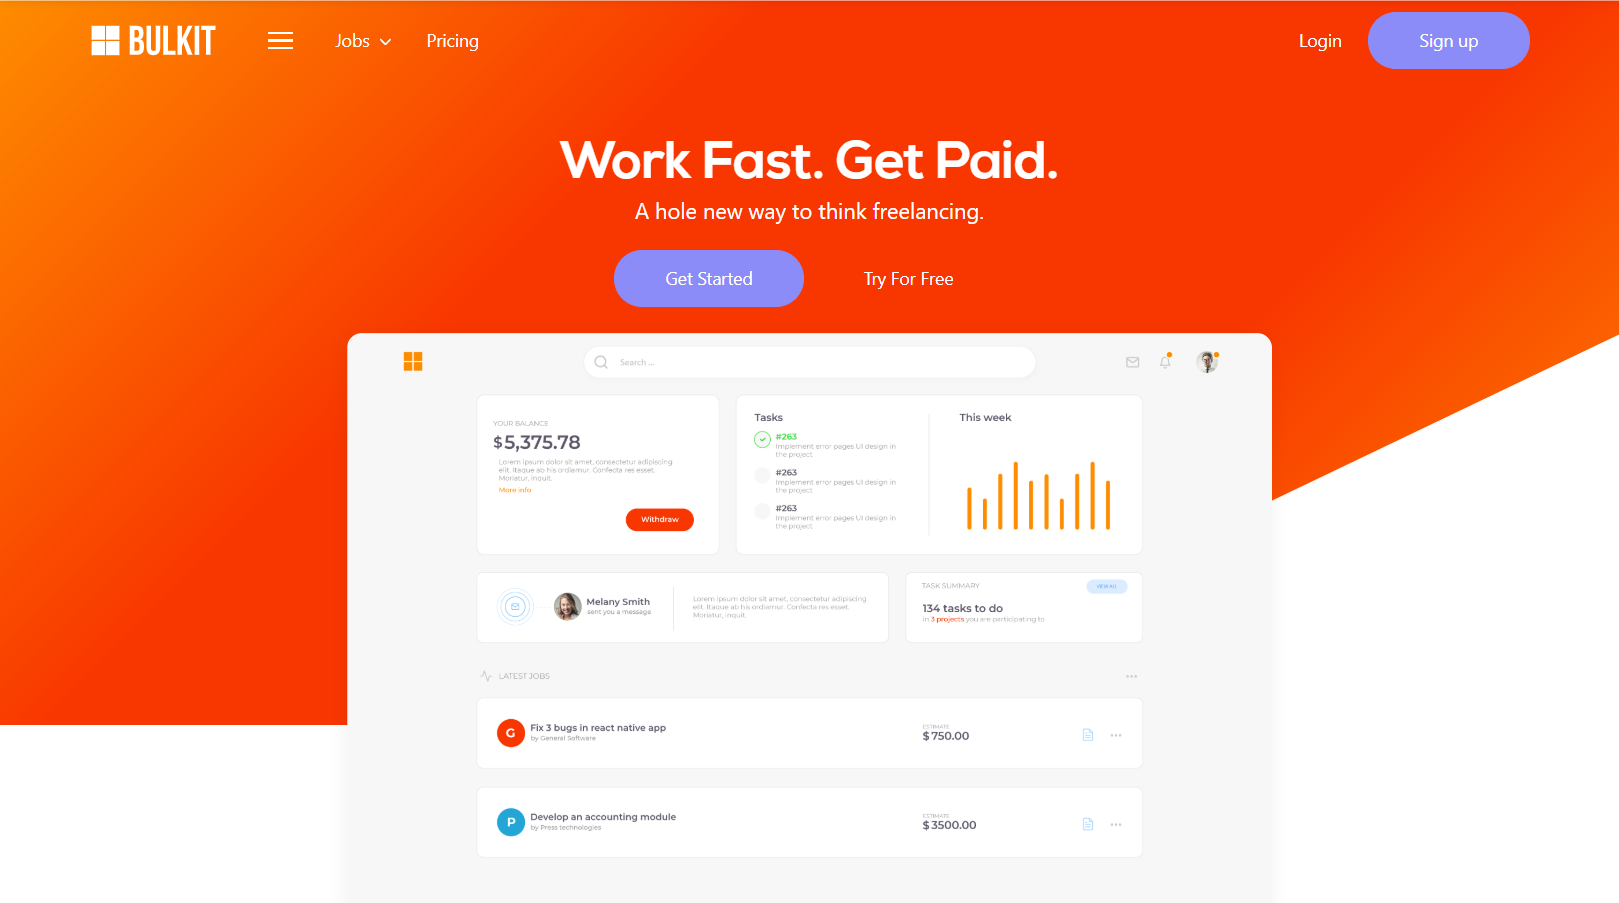 BULKIT
Jobs
Pricing
Login
Sign up
Work Fast. Get Paid.
A hole new way to think freelancing.
Get Started
Try For Free
Search ...
YOUR BALANCE
$5,375.78
Lorem ipsum dolor sit amet, consectetur adipiscing
elit. Itaque ab his ordiamur. Confecta res esset.
Moriatur, inquit.
More info
Withdraw
Tasks
#263
Implement error pages UI design in
the project
#263
Implement error pages UI design in
the project
#263
Implement error pages UI design in
the project
This week
Melany Smith
sent you a message
Lorem ipsum dolor sit amet, consectetur adipiscing
elit. Itaque ab his ordiamur. Confecta res esset.
Moriatur, inquit.
TASK SUMMARY
VIEW ALL
134 tasks to do
in 3 projects you are participating to
LATEST JOBS
G
Fix 3 bugs in react native app
by General Software
ESTIMATE
$750.00
P
Develop an accounting module
by Press technologies
ESTIMATE
$3500.00